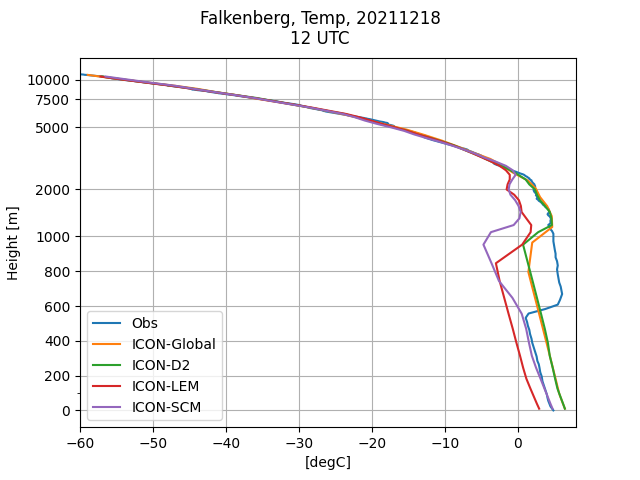 Falkenberg, Temp, 20211218
12 UTC
Height [m]
10000
7500
5000
2000
1000
800
600
400
200
0
Obs
ICON-Global
ICON-D2
ICON-LEM
ICON-SCM
−60
−50
−40
−30
−20
−10
0
[degC]